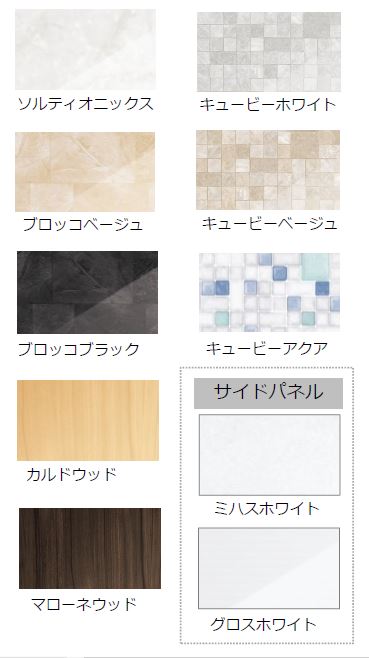 ソルティオニックス
キュービーホワイト
ブロッコベージュ
キュービーベージュ
ブロッコブラック
キュービーアクア
カルドウッド
マローネウッド
サイドパネル
ミハスホワイト
グロスホワイト